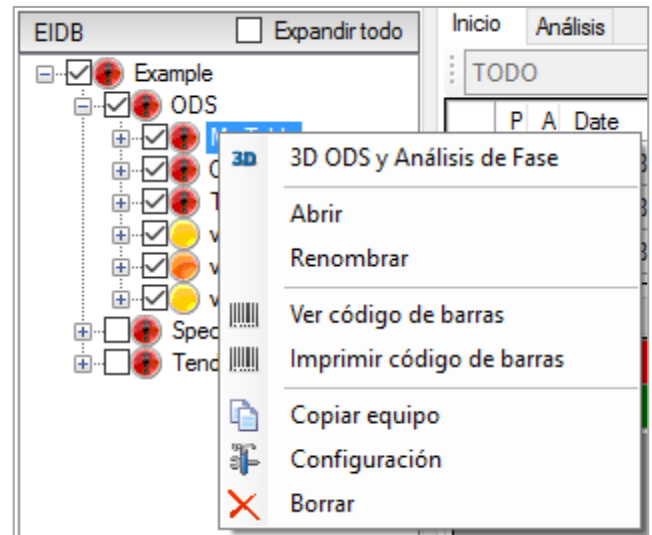 EIDB
Expandir todo
Inicio
Análisis
Example
TODO
ODS
P A Date
3D 3D ODS y Análisis de Fase
Abrir
Renombrar
Ver código de barras
Imprimir código de barras
Copiar equipo
Configuración
Borrar